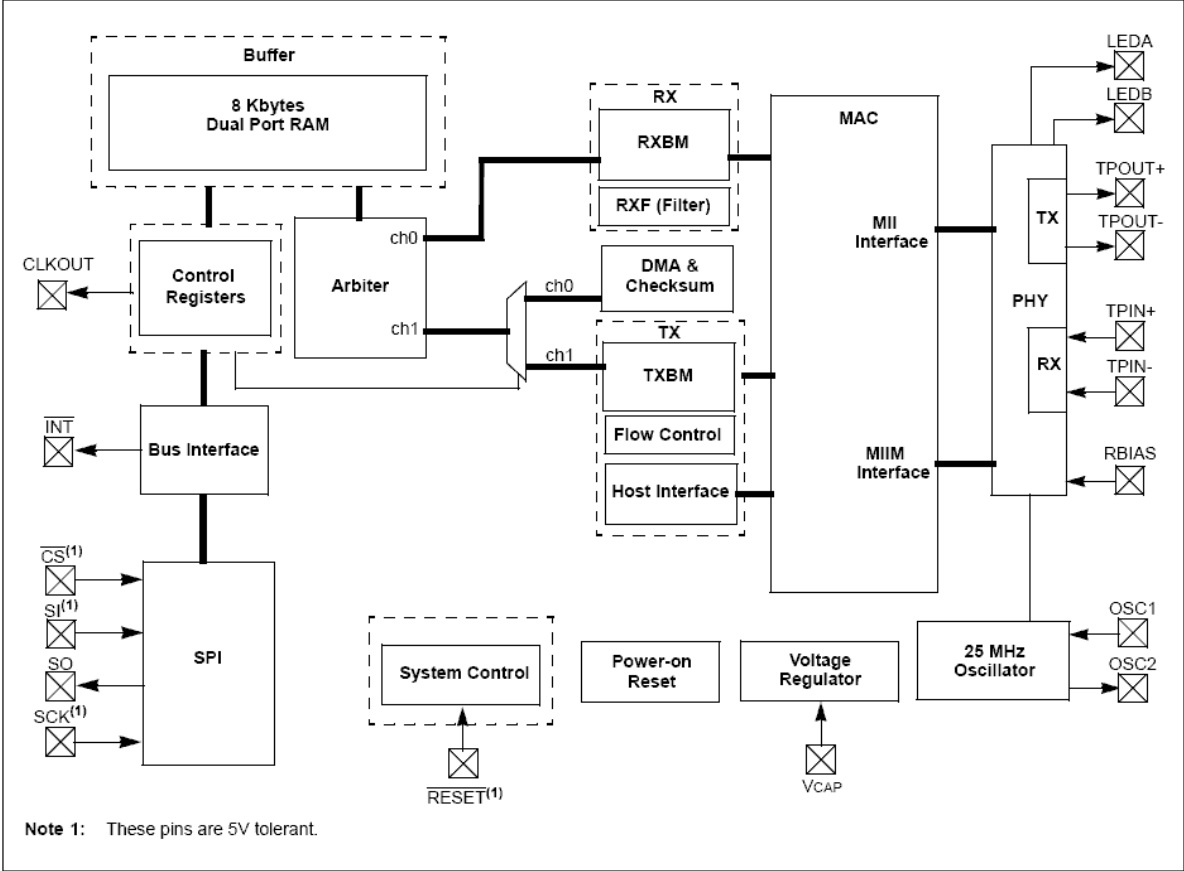 Buffer
8 Kbytes
Dual Port RAM
RX
RXBM
RXF (Filter)
MAC
MII
Interface
MIIM
Interface
LEDA
LEDB
TPOUT+
TPOUT-
TX
PHY
TPIN+
RX
TPIN-
RBIAS
CLKOUT
Control
Registers
Arbiter
ch0
ch1
ch0
ch1
DMA &
Checksum
TX
TXBM
Flow Control
Host Interface
INT
Bus Interface
CS(1)
SI(1)
SO
SCK(1)
SPI
System Control
RESET(1)
Power-on
Reset
Voltage
Regulator
VCAP
25 MHz
Oscillator
OSC1
OSC2
Note 1: These pins are 5V tolerant.